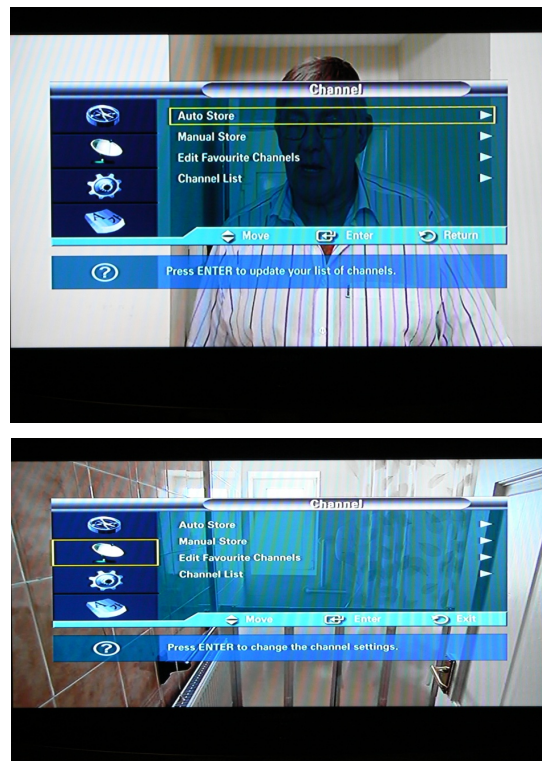 Channel
Auto Store
Manual Store
Edit Favourite Channels
Channel List
Move Enter Return
Press ENTER to update your list of channels.
Channel
Auto Store
Manual Store
Edit Favourite Channels
Channel List
Move Enter Exit
Press ENTER to change the channel settings.